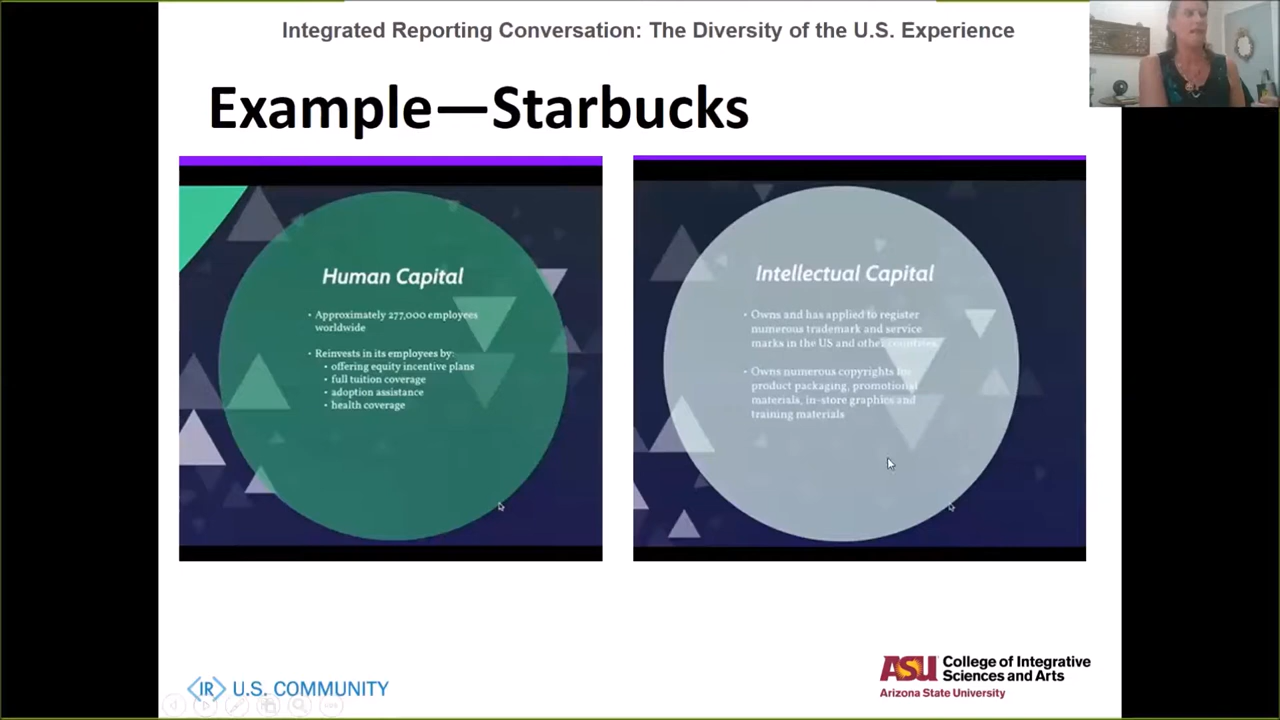 Integrated Reporting Conversation: The Diversity of the U.S. Experience
Example—Starbucks
Human Capital
• Approximately 277,000 employees
worldwide
• Reinvests in its employees by:
• offering equity incentive plans
• full tuition coverage
• adoption assistance
• health coverage
Intellectual Capital
• Owns and has applied to register
numerous trademark and service
marks in the US and other countries
• Owns numerous copyrights for
product packaging, promotional
materials, in-store graphics and
training materials
IR U.S. COMMUNITY
ASU College of Integrative
Sciences and Arts
Arizona State University